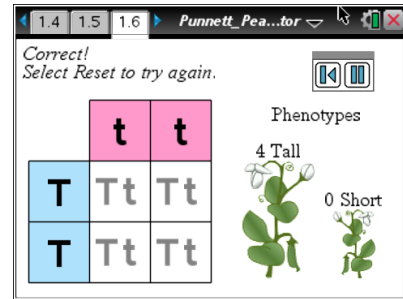 1.4 1.5 1.6 Punnett_Pea...tor
Correct!
Select Reset to try again.
Phenotypes
4 Tall
0 Short
t t
T Tt Tt
T Tt Tt